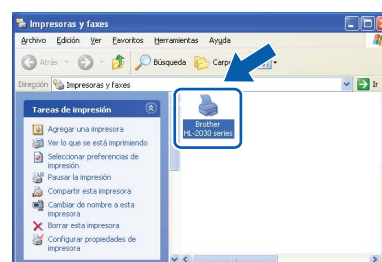 Impresoras y faxes
Archivo Edición Ver Favoritos Herramientas Ayuda
Atrás Búsqueda
Dirección Impresoras y faxes Ir
Tareas de impresión
Agregar una impresora
Ver lo que se está imprimiendo
Seleccionar preferencias de
impresión
Pausar la impresión
Compartir esta impresora
Cambiar de nombre a esta
impresora
Borrar esta impresora
Configurar propiedades de
impresora
Brother
HL-2030 series